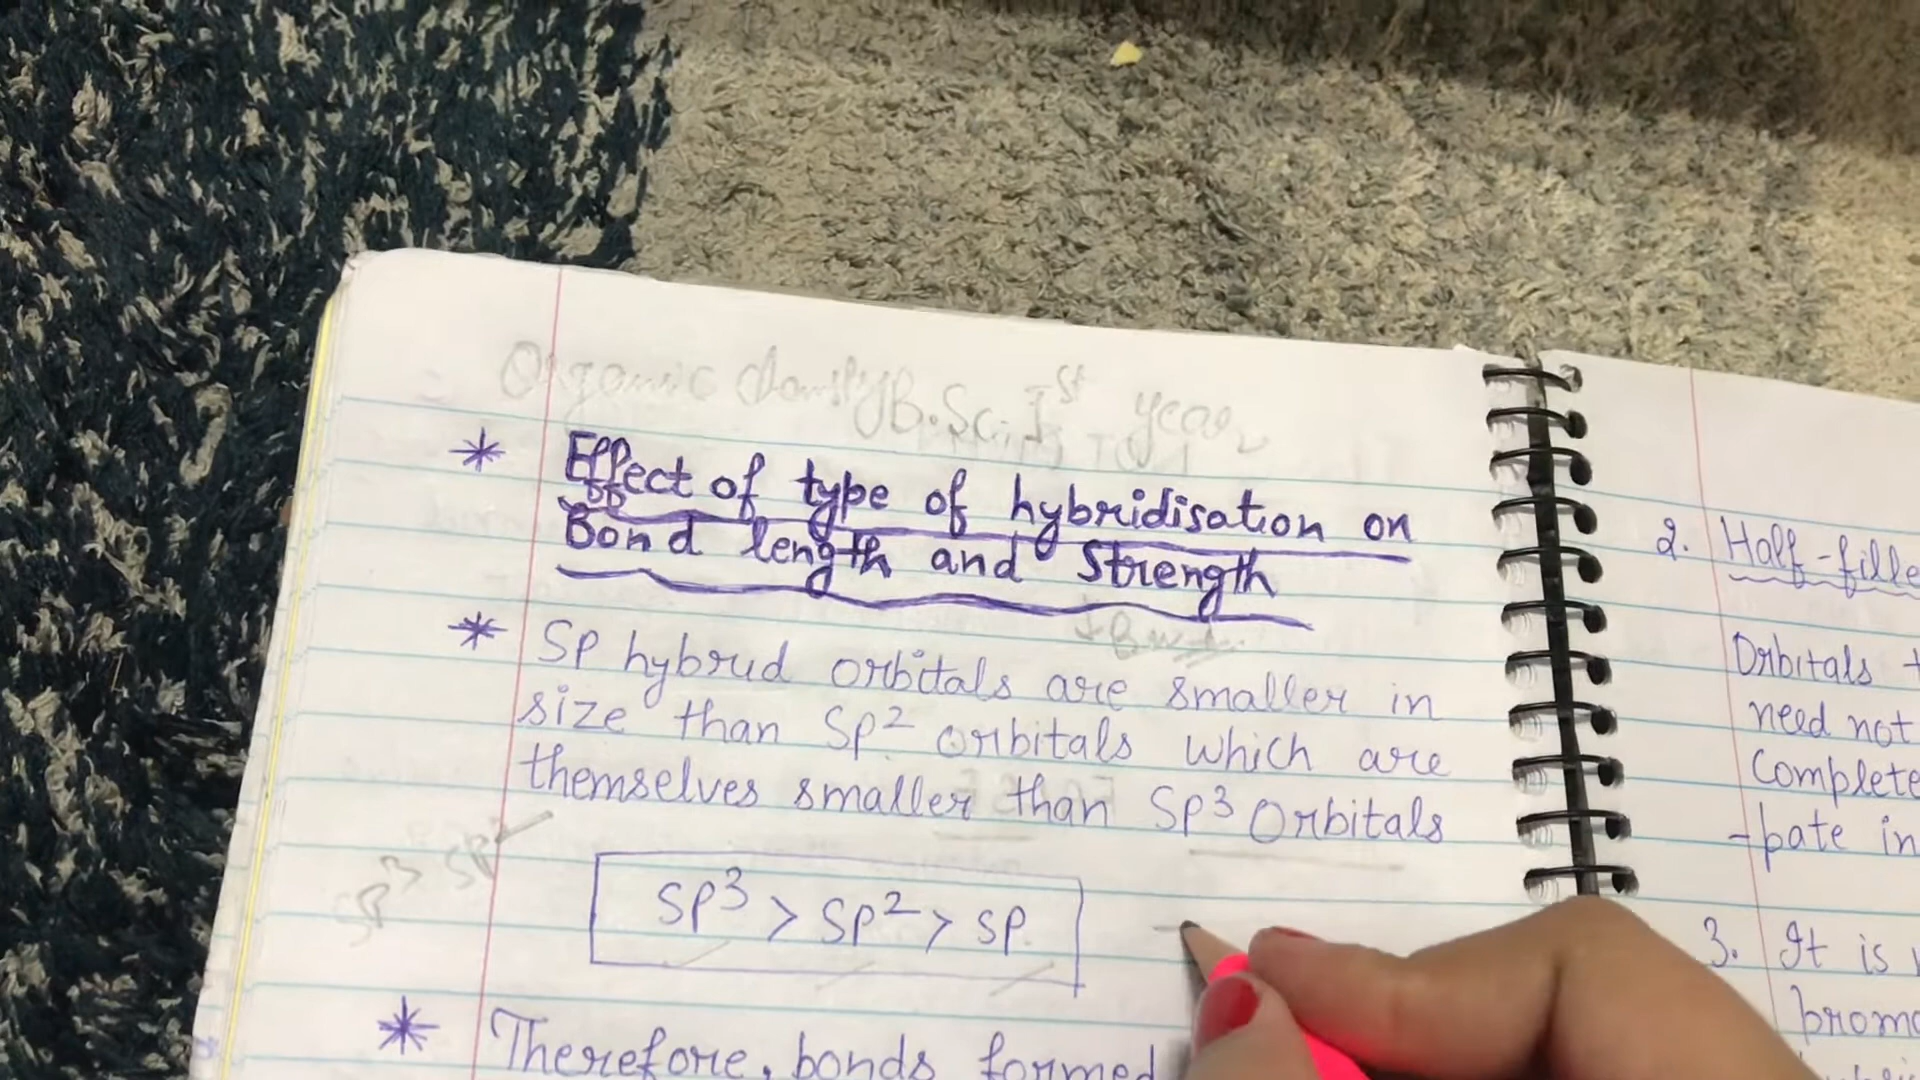 Organic chemistry B.Sc. Ist year
* Effect of type of hybridisation on
Bond length and Strength
* SP hybrid orbitals are smaller in
size than Sp2 orbitals which are
themselves smaller than Sp3 Orbitals
SP3 SP2
SP3 > SP2 > SP
* Therefore, bonds formed
2. Half-fille
Orbitals
need not
Complete
-pate in
3. It is